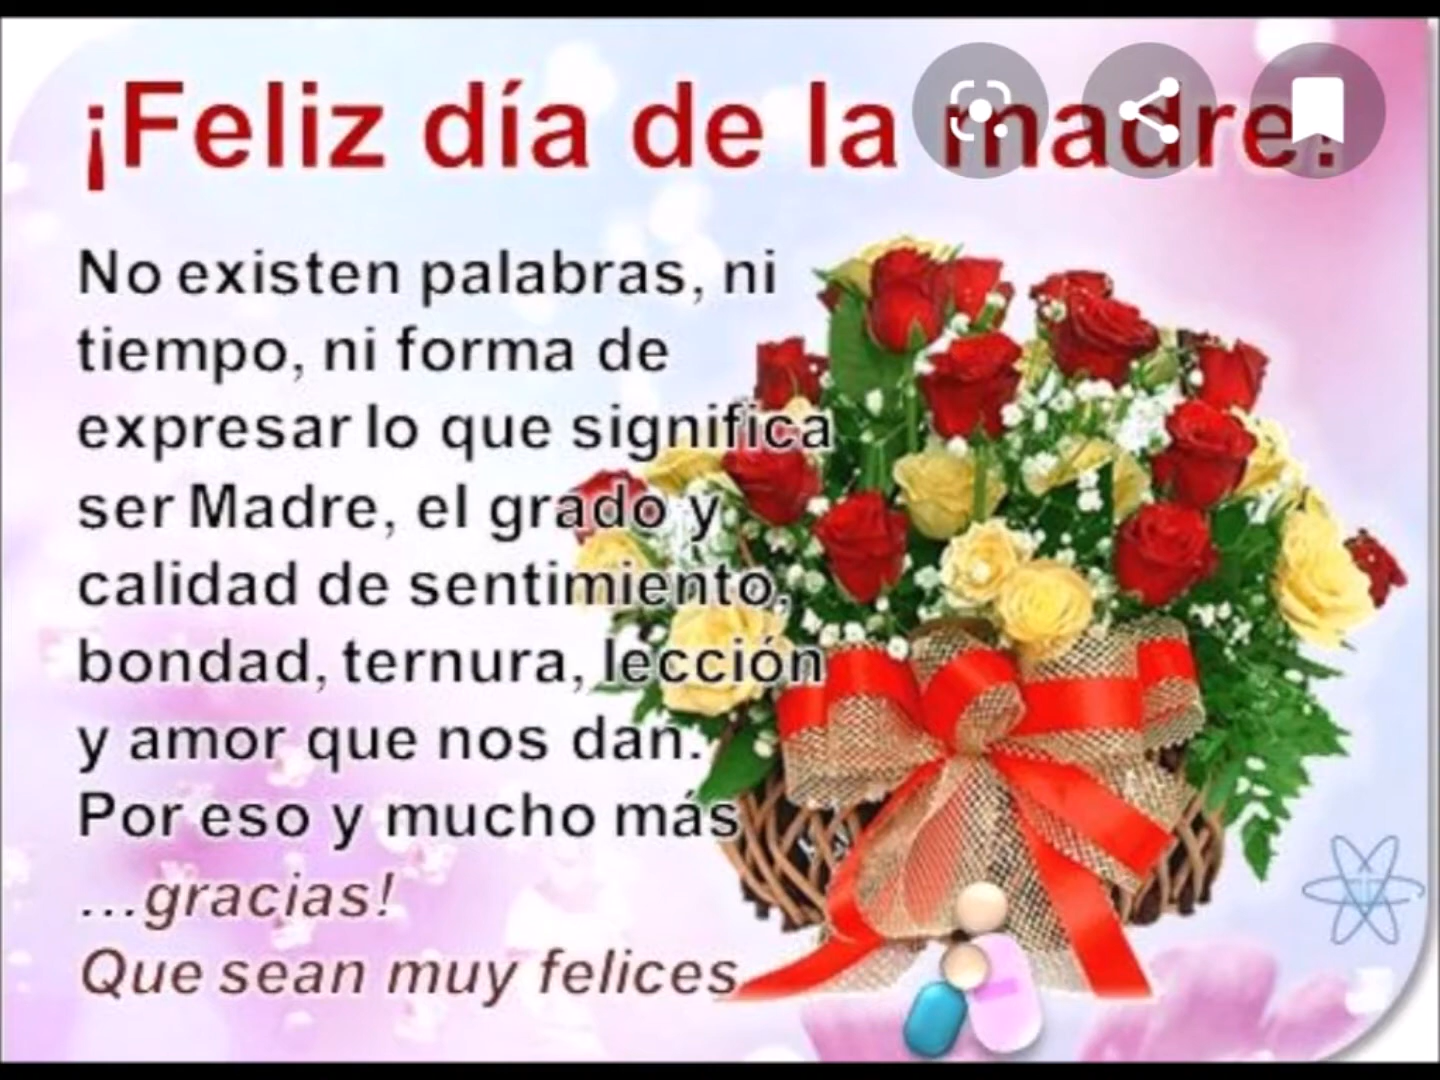 ¡Feliz día de la madre!
No existen palabras, ni
tiempo, ni forma de
expresar lo que significa
ser Madre, el grado y
calidad de sentimiento,
bondad, ternura, lección
y amor que nos dan.
Por eso y mucho más
...gracias!
Que sean muy felices